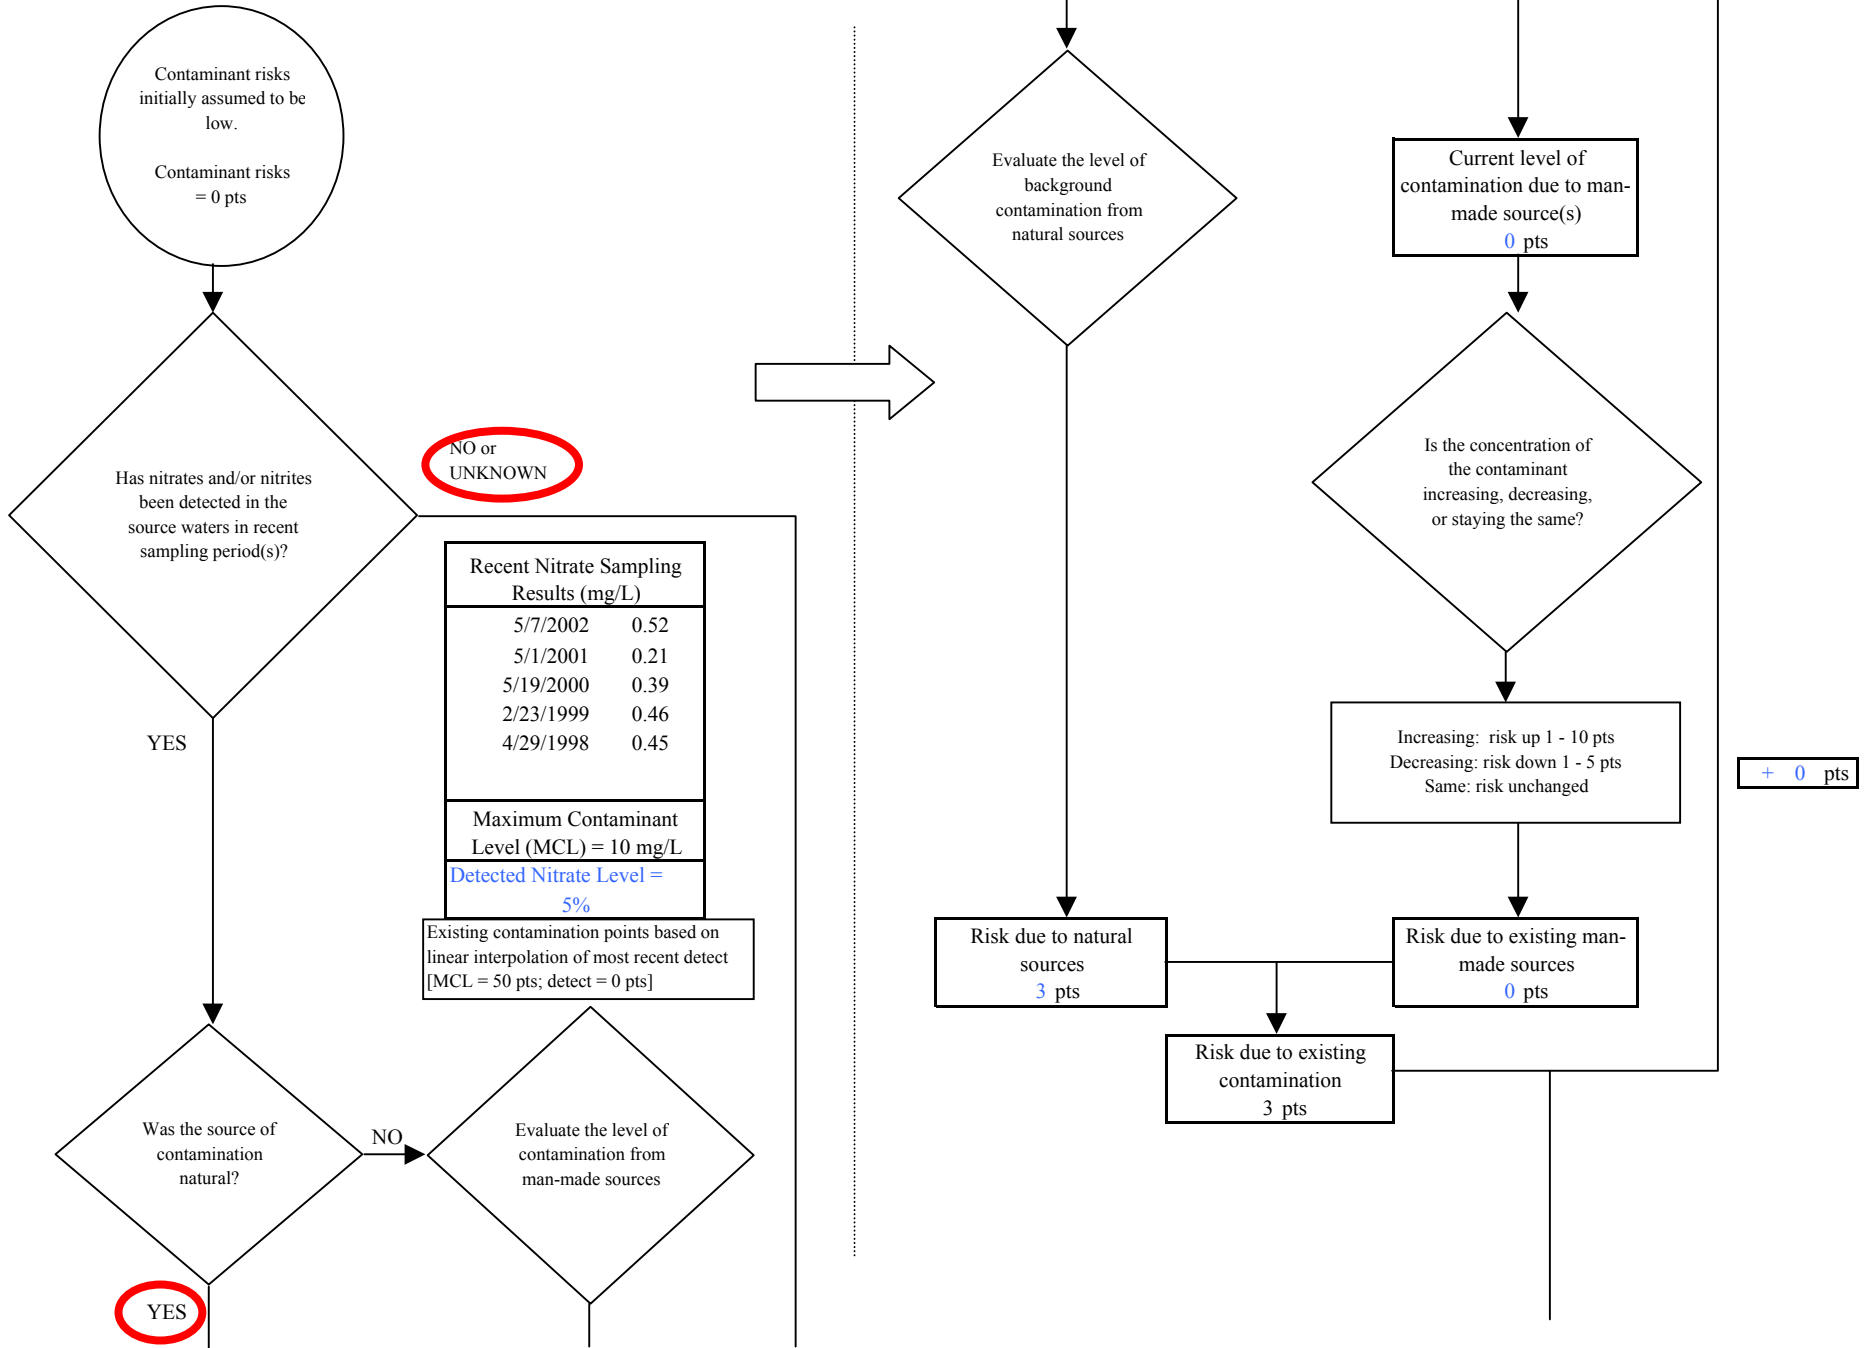 Contaminant risks
initially assumed to be
low.
Contaminant risks
= 0 pts
Has nitrates and/or nitrites
been detected in the
source waters in recent
sampling period(s)?
NO or
UNKNOWN
YES
Recent Nitrate Sampling
Results (mg/L)
5/7/2002 0.52
5/1/2001 0.21
5/19/2000 0.39
2/23/1999 0.46
4/29/1998 0.45
Maximum Contaminant
Level (MCL) = 10 mg/L
Detected Nitrate Level =
5%
Existing contamination points based on
linear interpolation of most recent detect
[MCL = 50 pts; detect = 0 pts]
Was the source of
contamination
natural?
NO
Evaluate the level of
contamination from
man-made sources
YES
Evaluate the level of
background
contamination from
natural sources
Current level of
contamination due to man-
made source(s)
0 pts
Is the concentration of
the contaminant
increasing, decreasing,
or staying the same?
Increasing: risk up 1 - 10 pts
Decreasing: risk down 1 - 5 pts
Same: risk unchanged
+ 0 pts
Risk due to natural
sources
3 pts
Risk due to existing man-
made sources
0 pts
Risk due to existing
contamination
3 pts